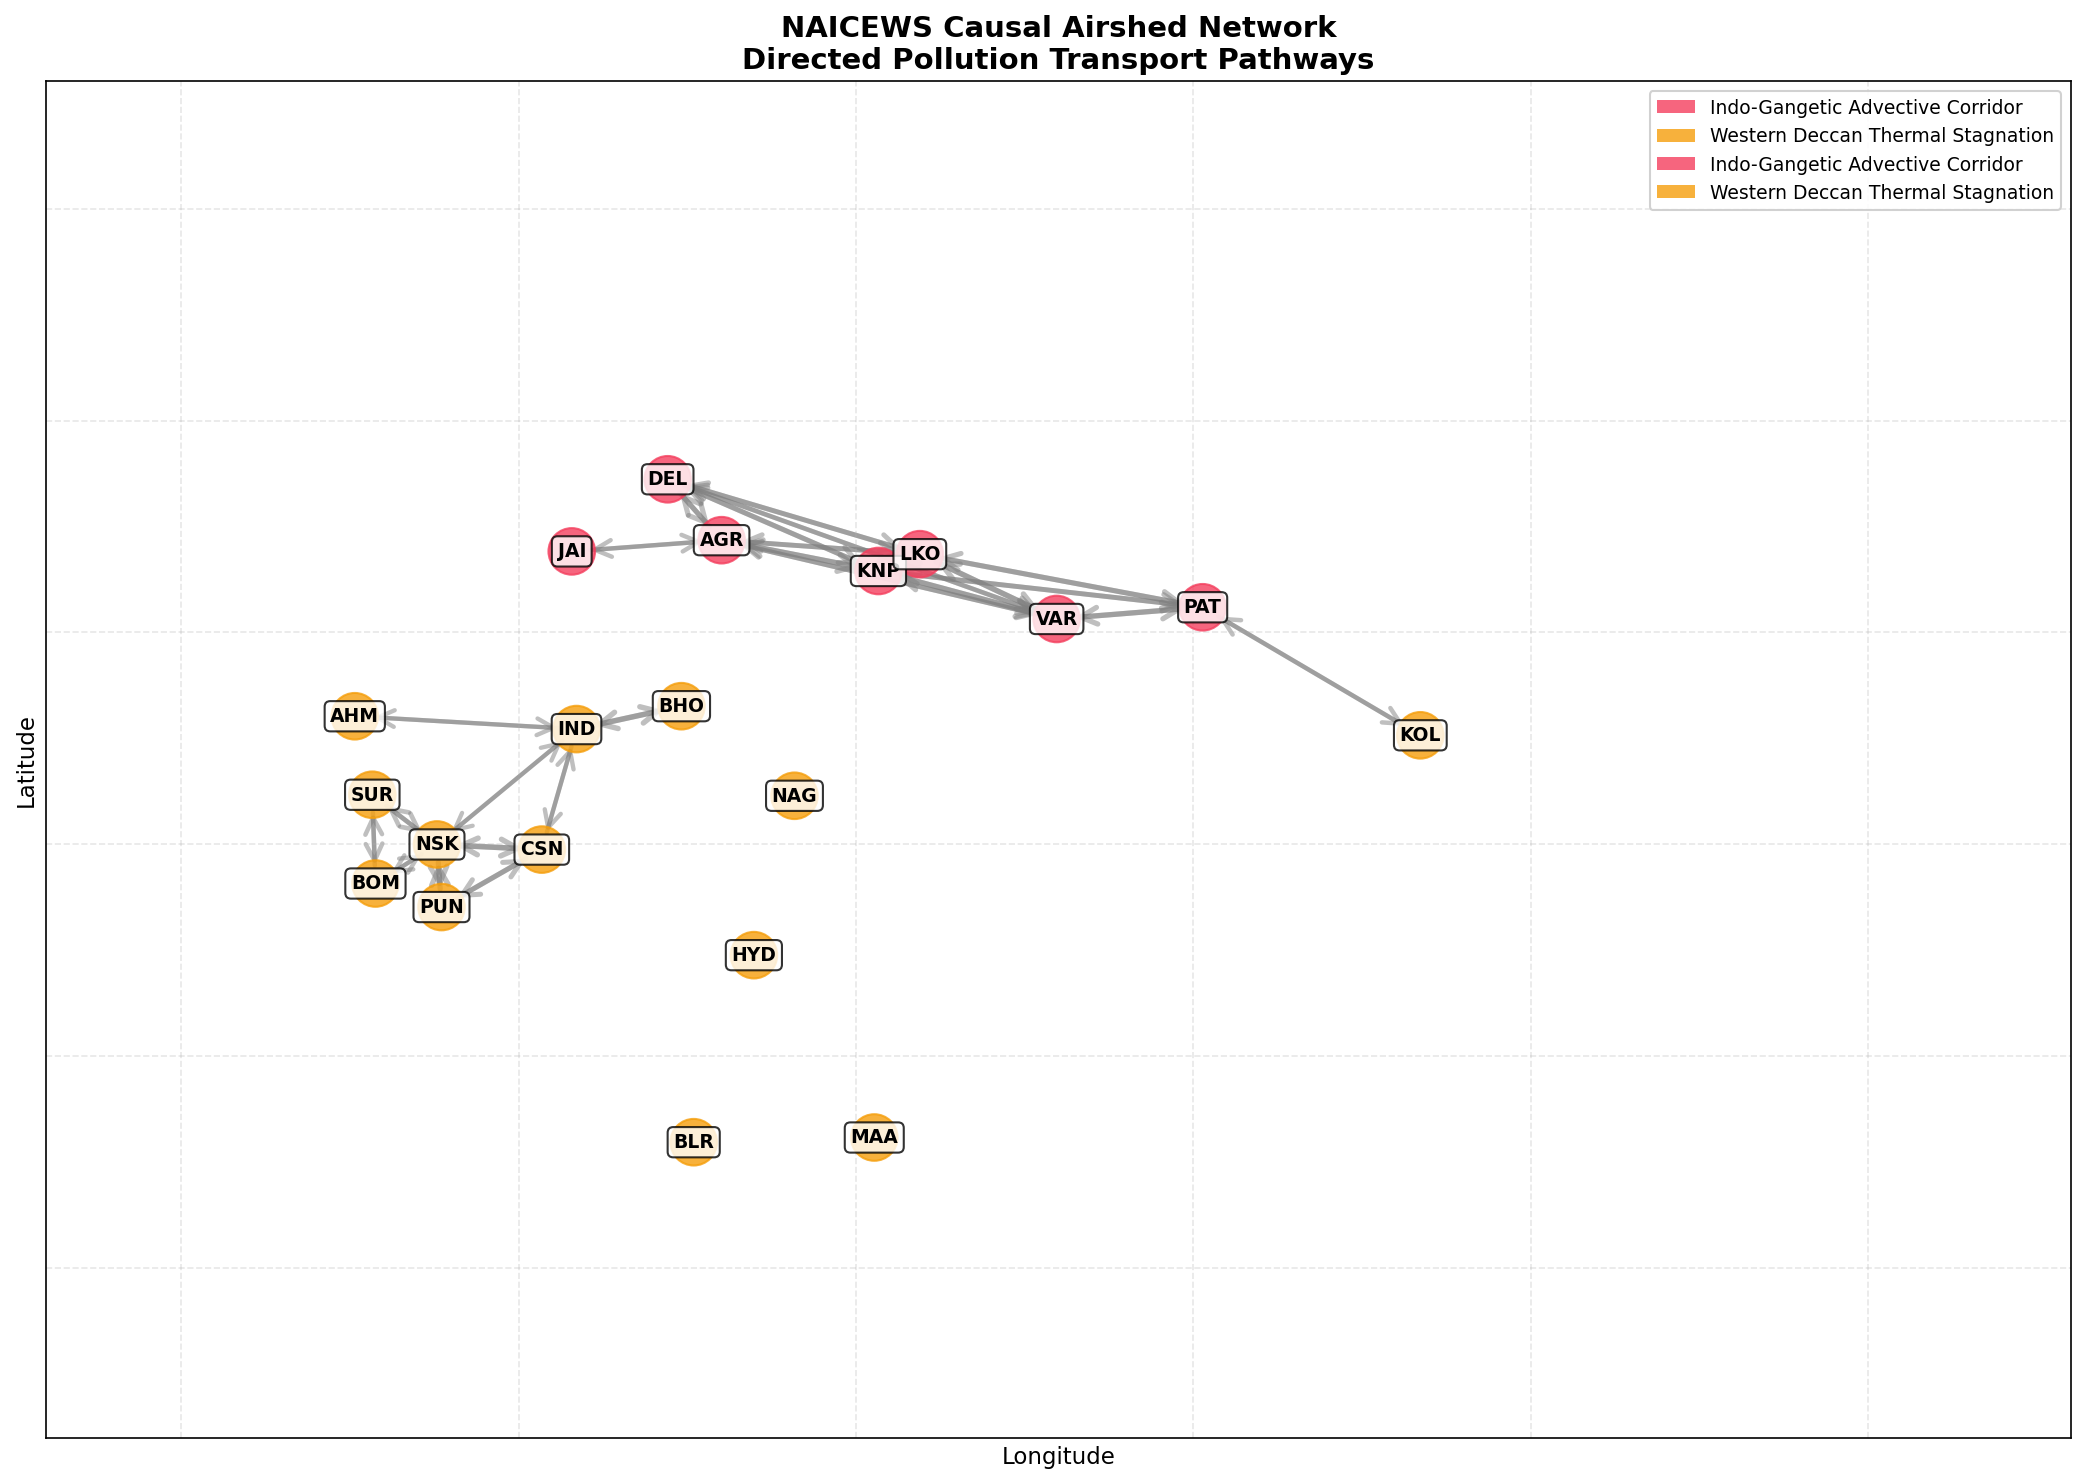 NAICEWS Causal Airshed Network
Directed Pollution Transport Pathways
Indo-Gangetic Advective Corridor
Western Deccan Thermal Stagnation
Indo-Gangetic Advective Corridor
Western Deccan Thermal Stagnation
DEL
AGR
JAI
LKO
KNP
PAT
VAR
BHO
AHM
IND
KOL
SUR
NAG
NSK
CSN
BOM
PUN
HYD
BLR
MAA
Latitude
Longitude